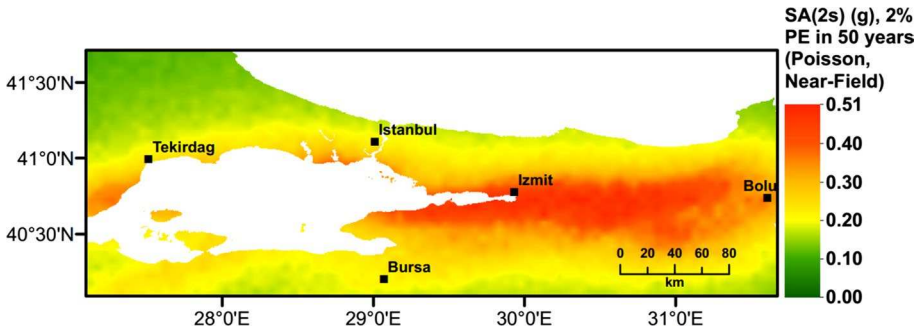 SA(2s) (g), 2%
PE in 50 years
(Poisson,
Near-Field)
41°30'N
41°0'N
40°30'N
Istanbul
Tekirdag
Izmit
Bolu
Bursa
0 20 40 60 80
km
0.51
0.40
0.30
0.20
0.10
0.00
28°0'E 29°0'E 30°0'E 31°0'E